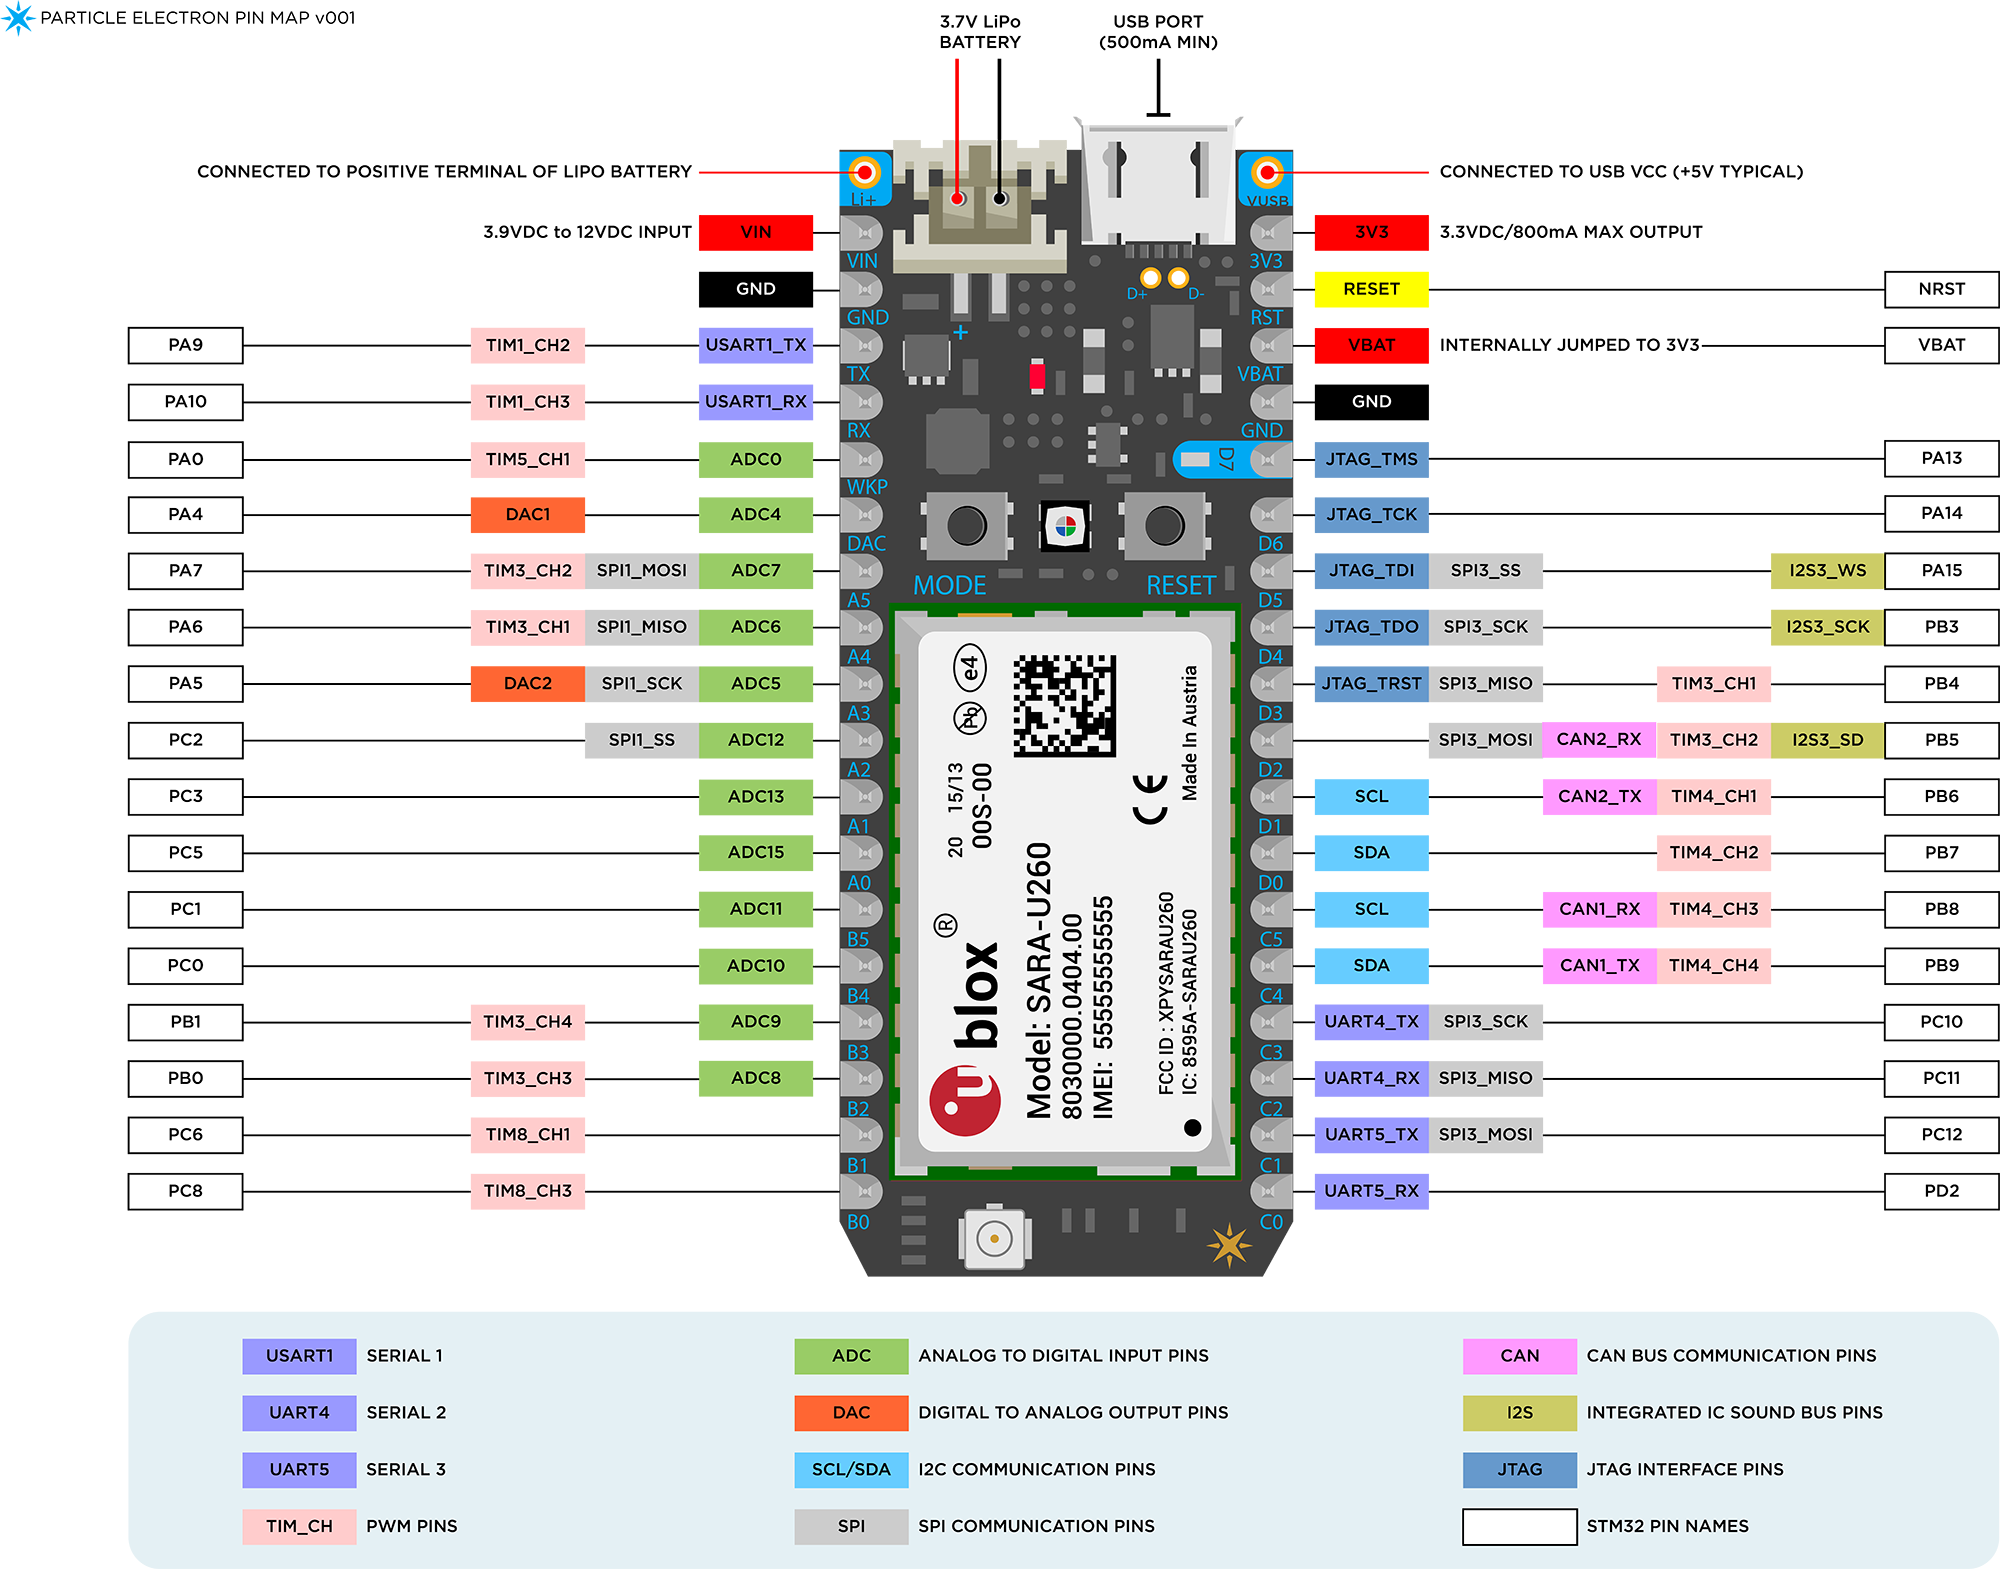 PARTICLE ELECTRON PIN MAP v001
3.7V LiPo
BATTERY
USB PORT
(500mA MIN)
CONNECTED TO POSITIVE TERMINAL OF LIPO BATTERY
Li+
VUSB
CONNECTED TO USB VCC (+5V TYPICAL)
3.9VDC to 12VDC INPUT
VIN
VIN
3V3
3V3
3.3VDC/800mA MAX OUTPUT
GND
GND
D+
D-
+
RST
RESET
NRST
PA9
TIM1_CH2
USART1_TX
TX
VBAT
VBAT
INTERNALLY JUMPED TO 3V3
VBAT
PA10
TIM1_CH3
USART1_RX
RX
GND
GND
PA0
TIM5_CH1
ADC0
WKP
D7
JTAG_TMS
PA13
PA4
DAC1
ADC4
DAC
D6
JTAG_TCK
PA14
MODE
RESET
PA7
TIM3_CH2
SPI1_MOSI
ADC7
A5
D5
JTAG_TDI
SPI3_SS
I2S3_WS
PA15
PA6
TIM3_CH1
SPI1_MISO
ADC6
A4
D4
JTAG_TDO
SPI3_SCK
I2S3_SCK
PB3
PA5
DAC2
SPI1_SCK
ADC5
A3
D3
JTAG_TRST
SPI3_MISO
TIM3_CH1
PB4
PC2
SPI1_SS
ADC12
A2
D2
SPI3_MOSI
CAN2_RX
TIM3_CH2
I2S3_SD
PB5
PC3
ADC13
A1
D1
SCL
CAN2_TX
TIM4_CH1
PB6
PC5
ADC15
A0
D0
SDA
TIM4_CH2
PB7
PC1
ADC11
B5
C5
SCL
CAN1_RX
TIM4_CH3
PB8
PC0
ADC10
B4
C4
SDA
CAN1_TX
TIM4_CH4
PB9
PB1
TIM3_CH4
ADC9
B3
C3
UART4_TX
SPI3_SCK
PC10
PB0
TIM3_CH3
ADC8
B2
C2
UART4_RX
SPI3_MISO
PC11
PC6
TIM8_CH1
B1
C1
UART5_TX
SPI3_MOSI
PC12
PC8
TIM8_CH3
B0
C0
UART5_RX
PD2
e4
Pb
20 15/13
00S-00
u blox ®
Model: SARA-U260
8030000.0404.00
IMEI: 555555555555555
CE
Made In Austria
FCC ID : XPYSARAU260
IC: 8595A-SARAU260
USART1
SERIAL 1
UART4
SERIAL 2
UART5
SERIAL 3
TIM_CH
PWM PINS
ADC
ANALOG TO DIGITAL INPUT PINS
DAC
DIGITAL TO ANALOG OUTPUT PINS
SCL/SDA
I2C COMMUNICATION PINS
SPI
SPI COMMUNICATION PINS
CAN
CAN BUS COMMUNICATION PINS
I2S
INTEGRATED IC SOUND BUS PINS
JTAG
JTAG INTERFACE PINS
STM32 PIN NAMES